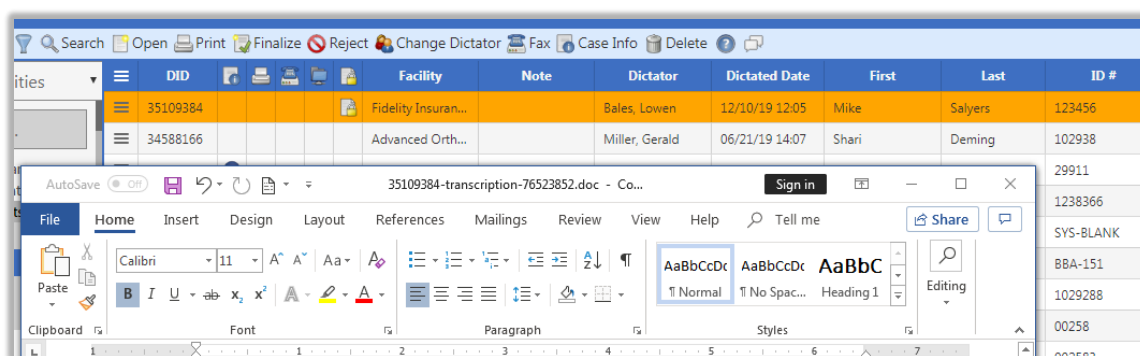 Search Open Print Finalize Reject Change Dictator Fax Case Info Delete
ities DID Facility Note Dictator Dictated Date First Last ID #
35109384 Fidelity Insuran... Bales, Lowen 12/10/19 12:05 Mike Salyers 123456
34588166 Advanced Orth... Miller, Gerald 06/21/19 14:07 Shari Deming 102938
29911
AutoSave Off 35109384-transcription-76523852.doc - Co... Sign in
1238366
File Home Insert Design Layout References Mailings Review View Help Tell me Share
SYS-BLANK
Calibri 11 A A Aa A AaBbCcDc AaBbCcDc AaBbC
BBA-151
Paste B I U ab x2 x2 A A ¶ Normal ¶ No Spac... Heading 1 Editing
1029288
Clipboard Font Paragraph Styles
00258
1 1 2 3 4 5 6 7